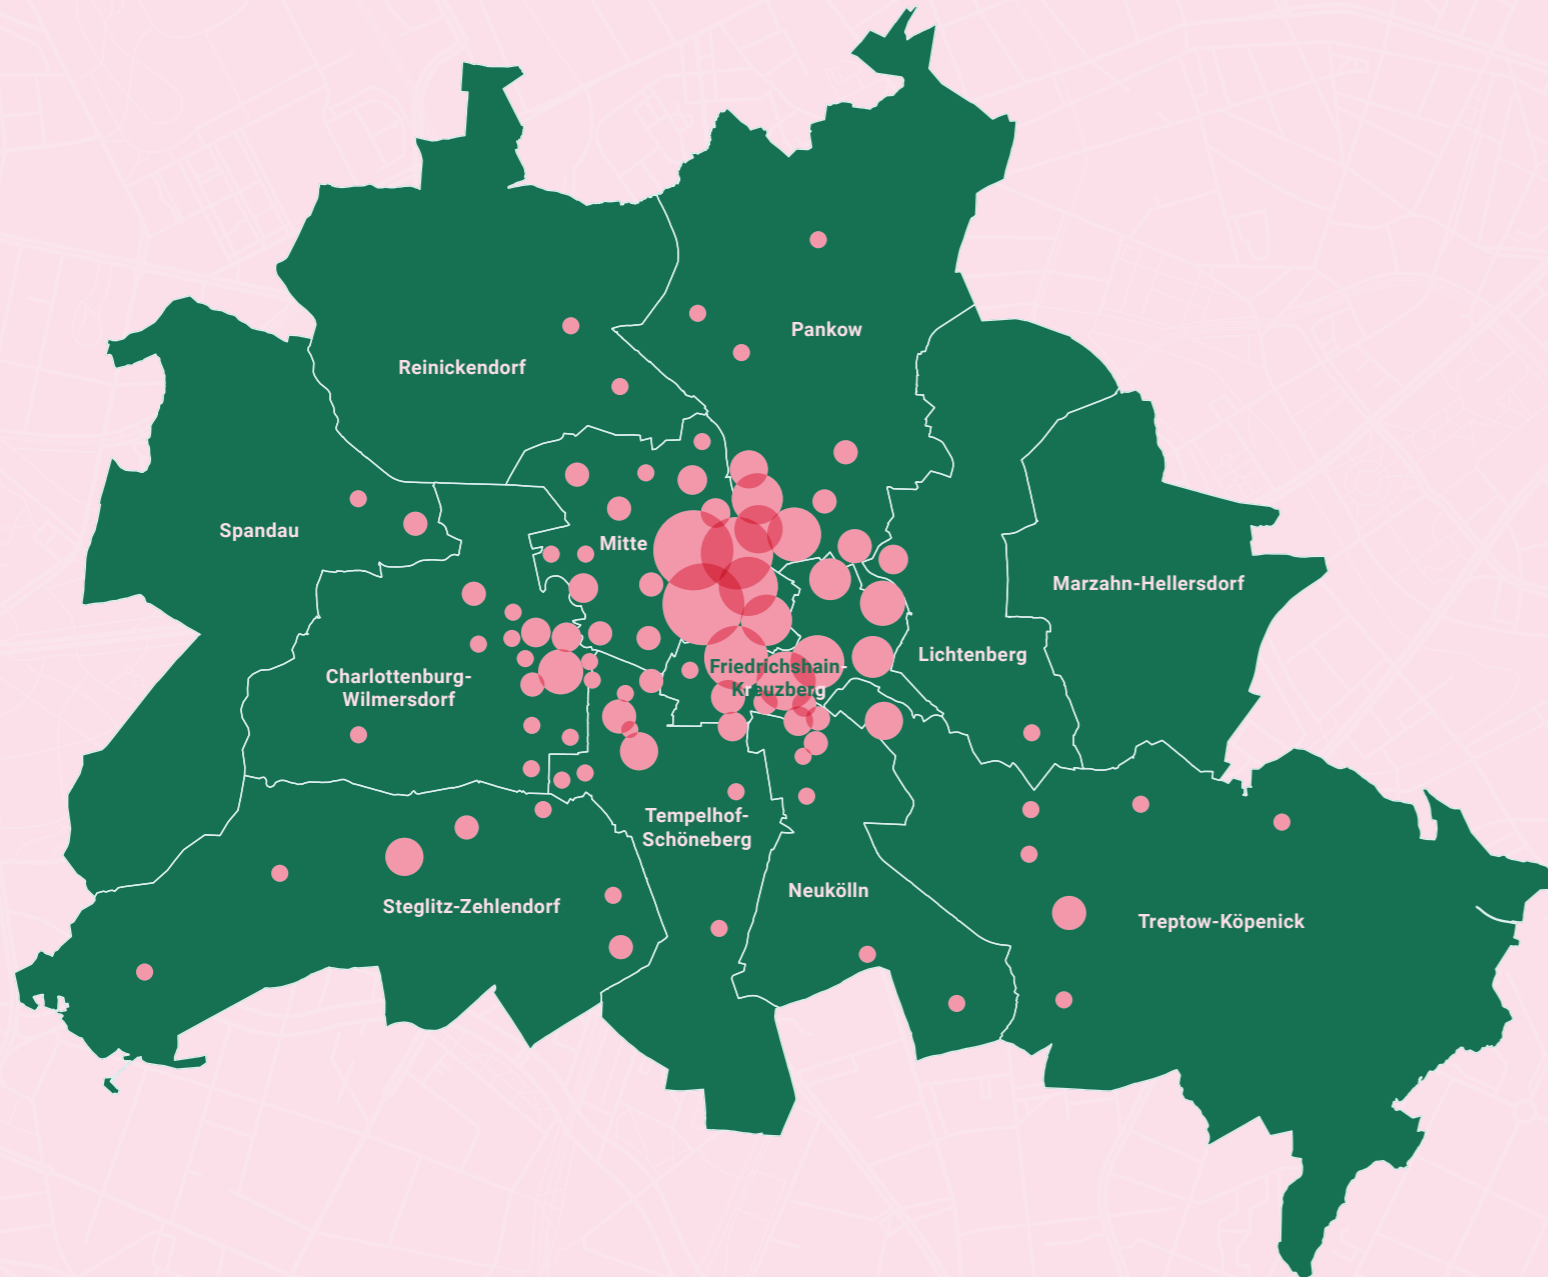 Pankow
Reinickendorf
Spandau
Mitte
Marzahn-Hellersdorf
Lichtenberg
Friedrichshain-
Kreuzberg
Charlottenburg-
Wilmersdorf
Tempelhof-
Schöneberg
Neukölln
Steglitz-Zehlendorf
Treptow-Köpenick